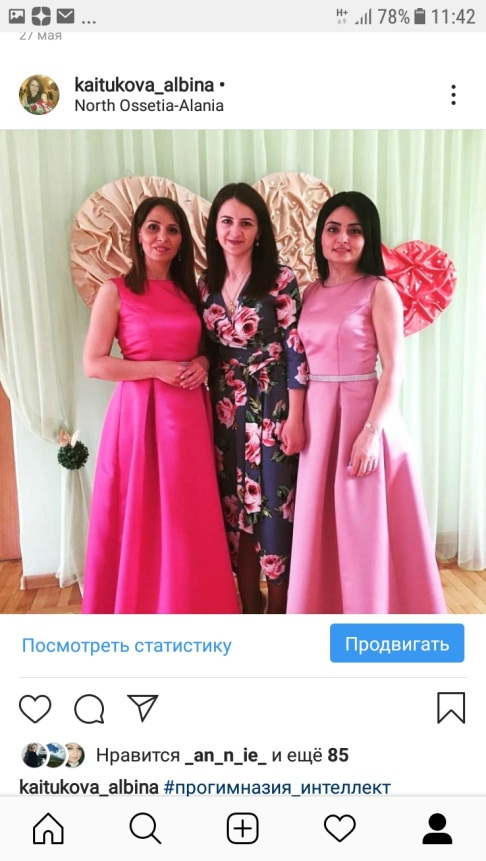 ... H+ 78% 11:42
27 мая
kaitukova_albina •
North Ossetia-Alania
Посмотреть статистику
Продвигать
Нравится _an_n_ie_ и ещё 85
kaitukova_albina #прогимназия_интеллект